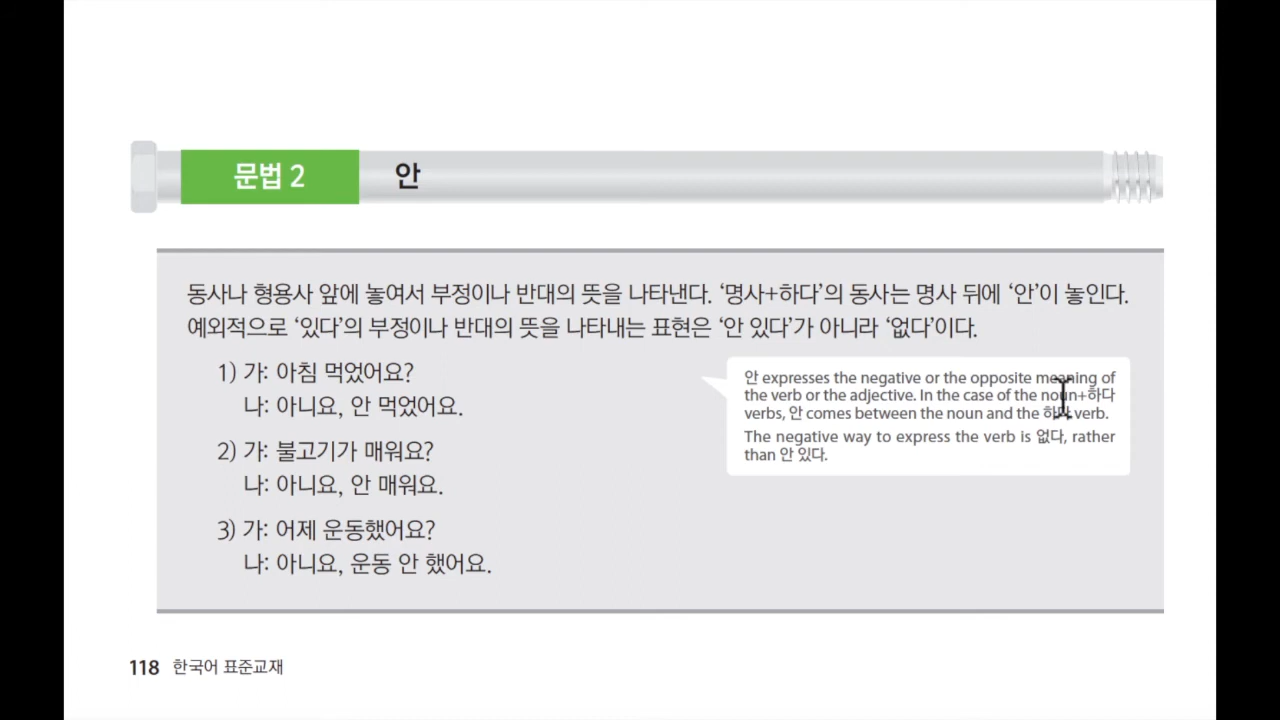 문법 2 안
동사나 형용사 앞에 놓여서 부정이나 반대의 뜻을 나타낸다. ‘명사+하다’의 동사는 명사 뒤에 ‘안’이 놓인다.
예외적으로 ‘있다’의 부정이나 반대의 뜻을 나타내는 표현은 ‘안 있다’가 아니라 ‘없다’이다.
1) 가: 아침 먹었어요?
나: 아니요, 안 먹었어요.
2) 가: 불고기가 매워요?
나: 아니요, 안 매워요.
3) 가: 어제 운동했어요?
나: 아니요, 운동 안 했어요.
안 expresses the negative or the opposite meaning of
the verb or the adjective. In the case of the noun+하다
verbs, 안 comes between the noun and the 하다 verb.
The negative way to express the verb is 없다, rather
than 안 있다.
118 한국어 표준교재